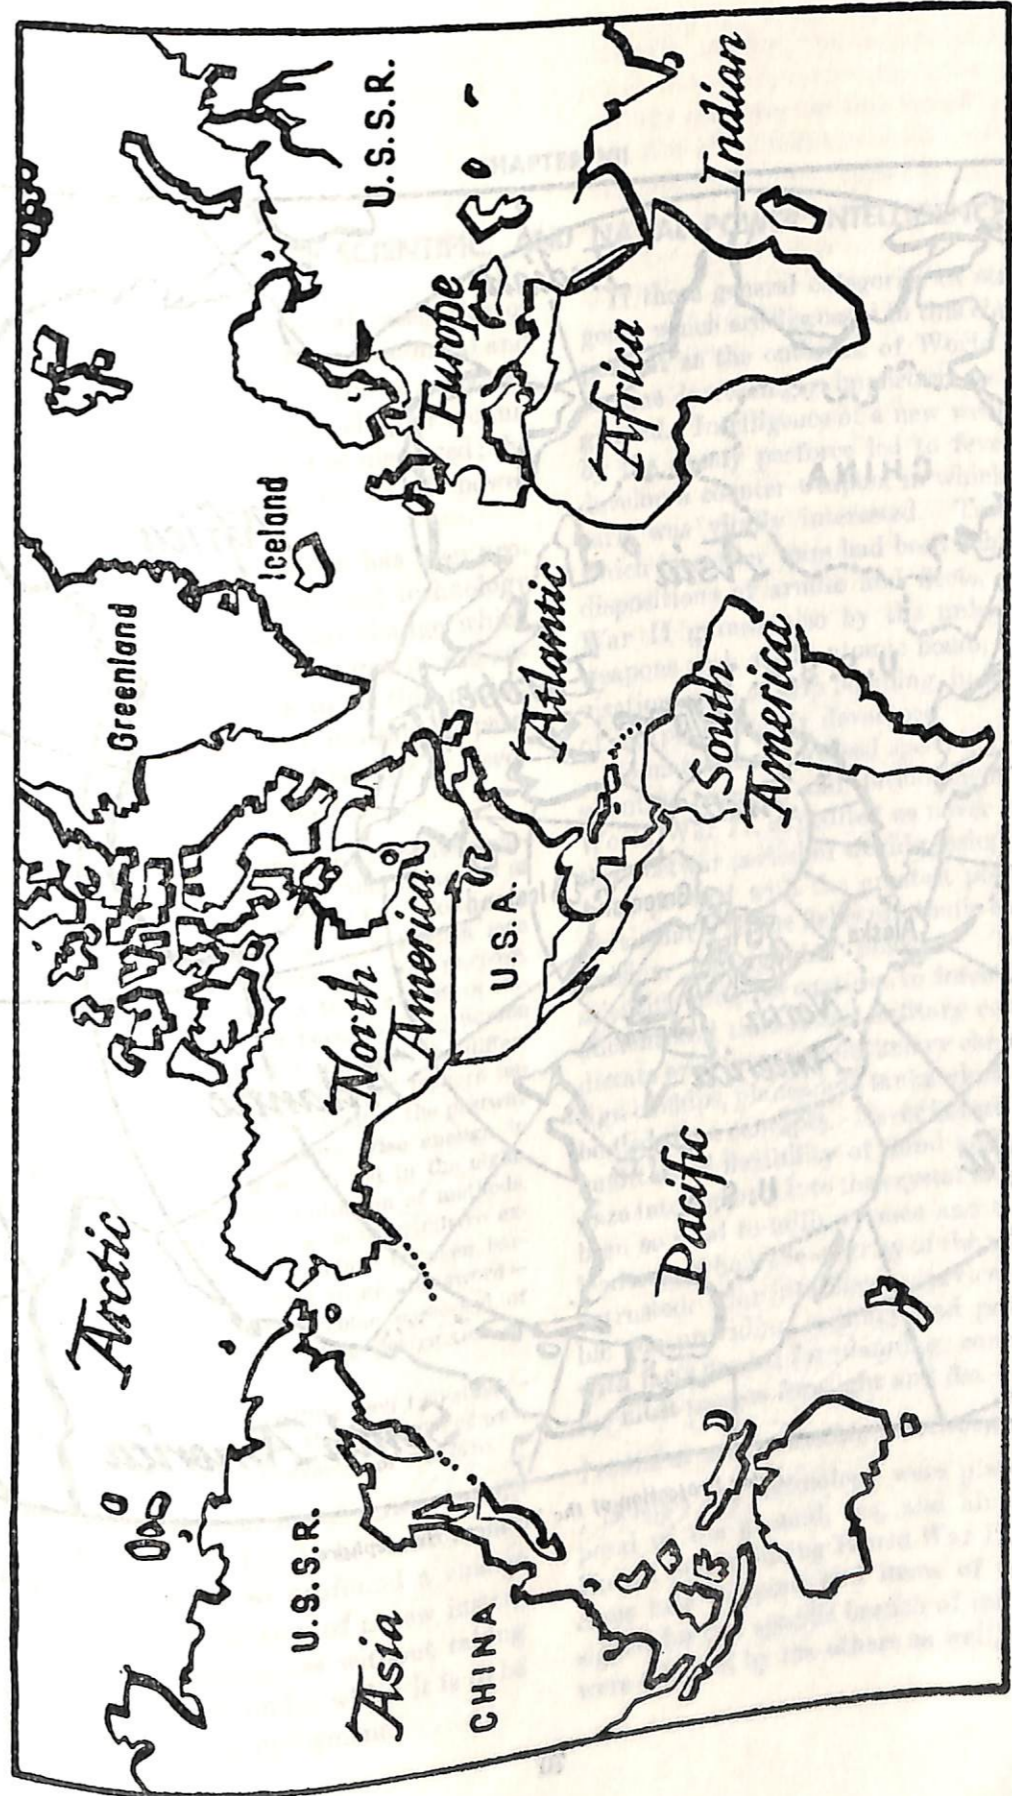 Arctic
Greenland
Iceland
U.S.S.R.
U.S.S.R.
Asia
CHINA
North
America
U.S.A.
Europe
Atlantic
Africa
Pacific
South
America
Indian